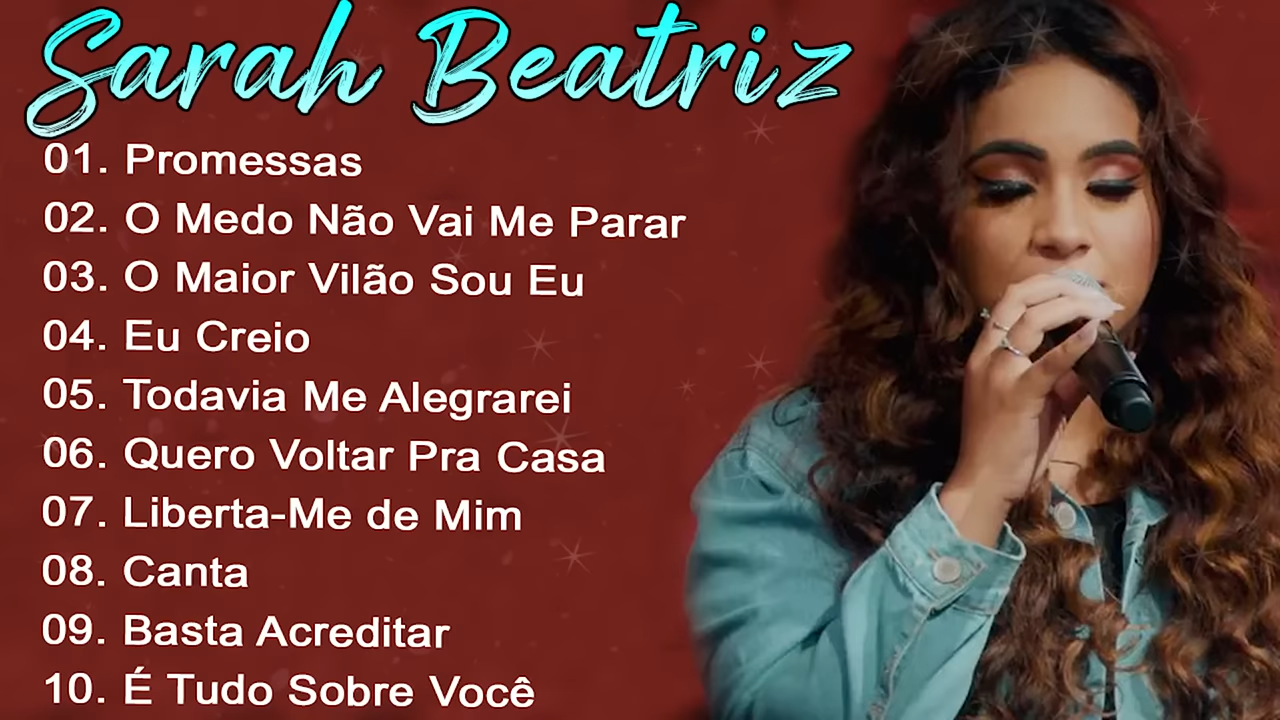 Sarah Beatriz
01. Promessas
02. O Medo Não Vai Me Parar
03. O Maior Vilão Sou Eu
04. Eu Creio
05. Todavia Me Alegrarei
06. Quero Voltar Pra Casa
07. Liberta-Me de Mim
08. Canta
09. Basta Acreditar
10. É Tudo Sobre Você